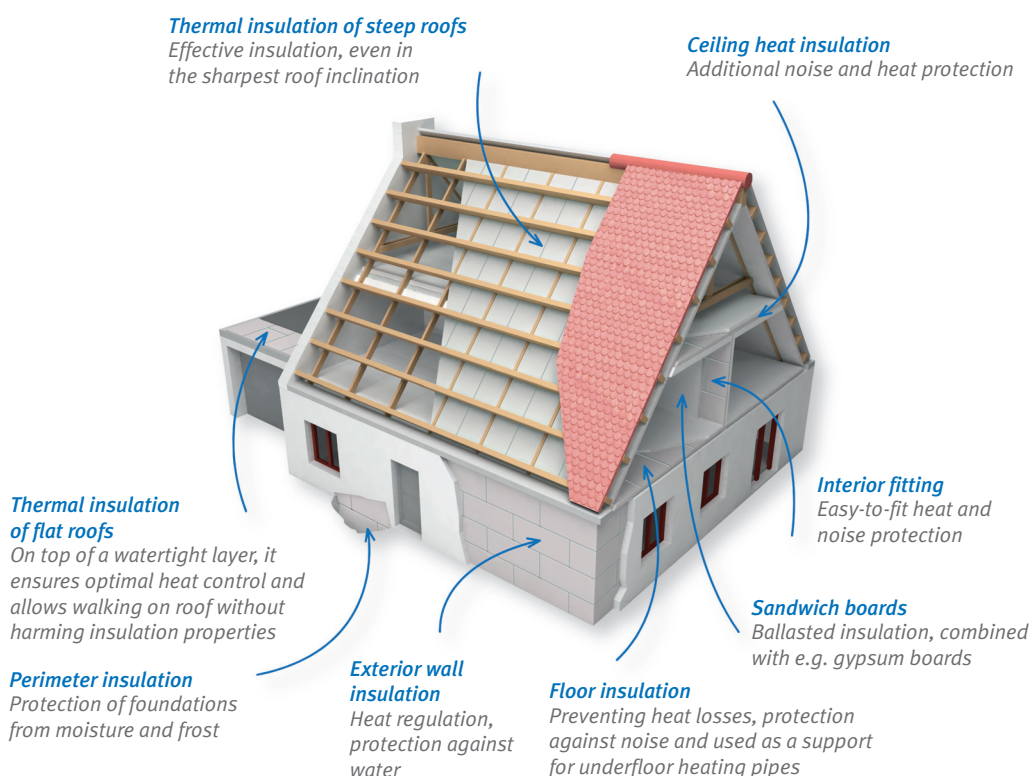 Thermal insulation of steep roofs
Effective insulation, even in
the sharpest roof inclination
Ceiling heat insulation
Additional noise and heat protection
Thermal insulation
of flat roofs
On top of a watertight layer, it
ensures optimal heat control and
allows walking on roof without
harming insulation properties
Interior fitting
Easy-to-fit heat and
noise protection
Sandwich boards
Ballasted insulation, combined
with e.g. gypsum boards
Perimeter insulation
Protection of foundations
from moisture and frost
Exterior wall
insulation
Heat regulation,
protection against
water
Floor insulation
Preventing heat losses, protection
against noise and used as a support
for underfloor heating pipes